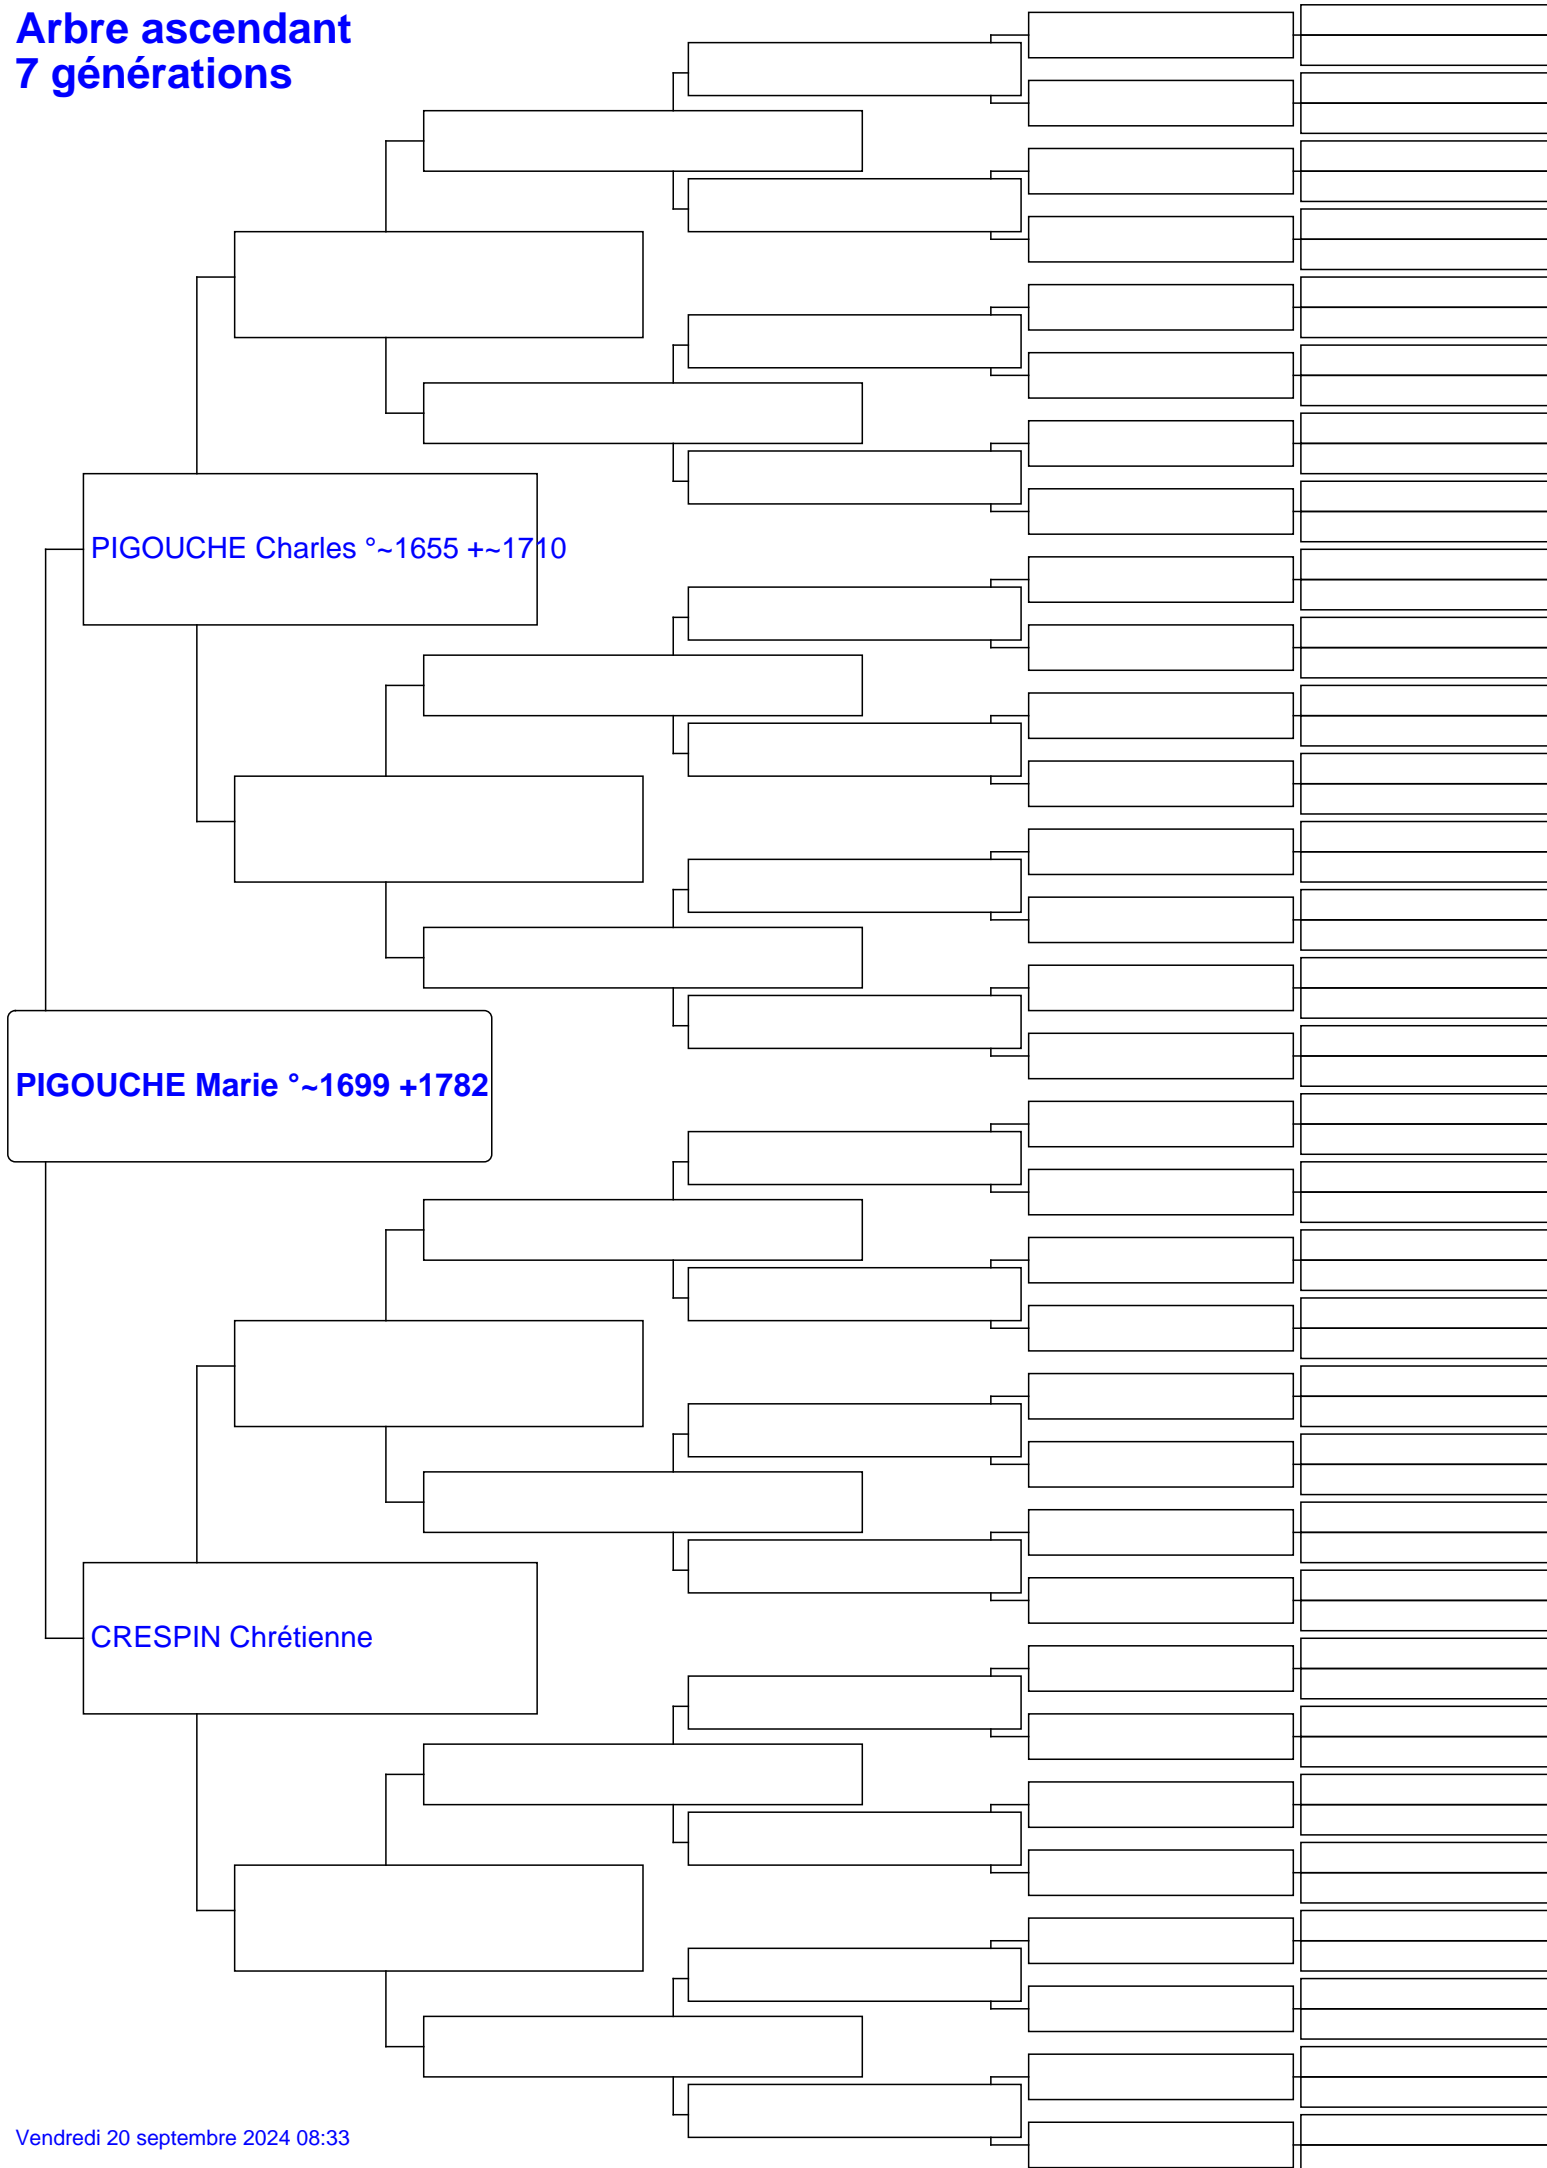 Arbre ascendant
7 générations
PIGOUCHE Charles °~1655 +~1710
PIGOUCHE Marie °~1699 +1782
CRESPIN Chrétienne
Vendredi 20 septembre 2024 08:33